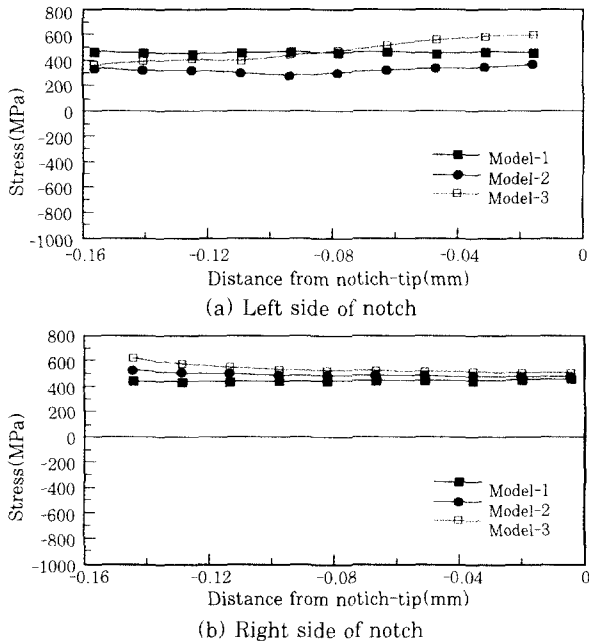 800
600
400
200
0
-200
-400
-600
-800
-1000
Stress(MPa)
Model-1
Model-2
Model-3
-0.16
-0.12
-0.08
-0.04
0
Distance from notich-tip(mm)
(a) Left side of notch
800
600
400
200
0
-200
-400
-600
-800
-1000
Stress(MPa)
Model-1
Model-2
Model-3
-0.16
-0.12
-0.08
-0.04
0
Distance from notich-tip(mm)
(b) Right side of notch